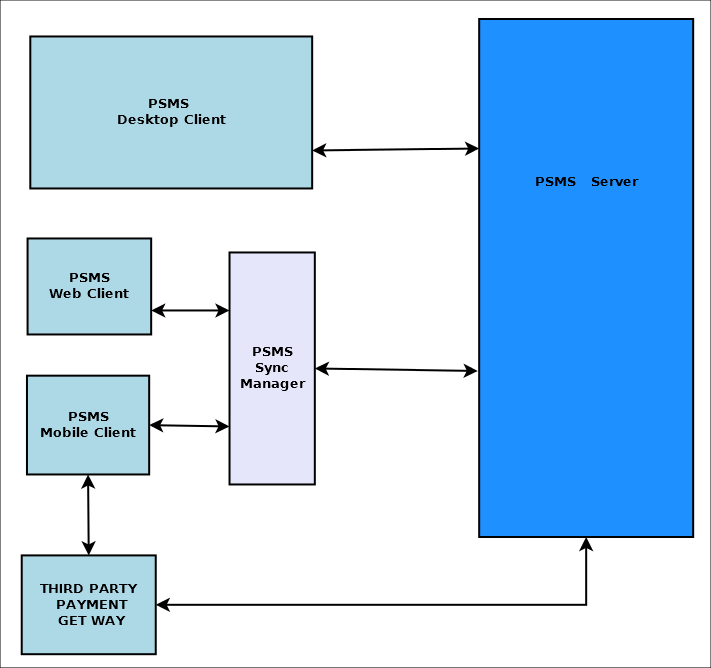 PSMS
Desktop Client
PSMS Server
PSMS
Web Client
PSMS
Sync
Manager
PSMS
Mobile Client
THIRD PARTY
PAYMENT
GET WAY